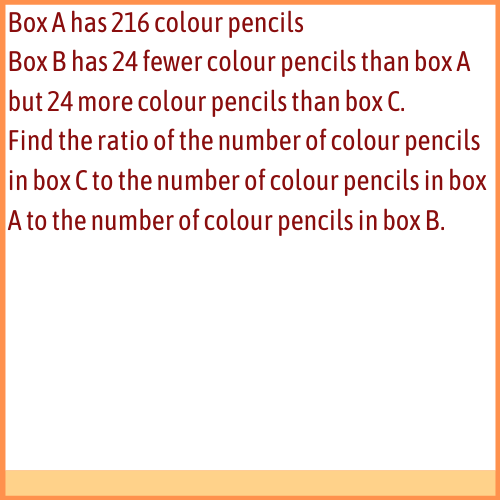 Box A has 216 colour pencils
Box B has 24 fewer colour pencils than box A
but 24 more colour pencils than box C.
Find the ratio of the number of colour pencils
in box C to the number of colour pencils in box
A to the number of colour pencils in box B.